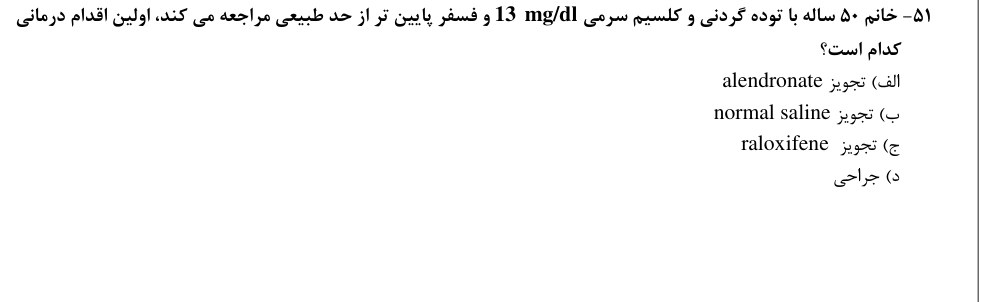 ۵۱- خانم ۵۰ ساله با توده گردنی و کلسیم سرمی 13 mg/dl و فسفر پایین تر از حد طبیعی مراجعه می کند، اولین اقدام درمانی
کدام است؟
الف) تجویز alendronate
ب) تجویز normal saline
ج) تجویز raloxifene
د) جراحی